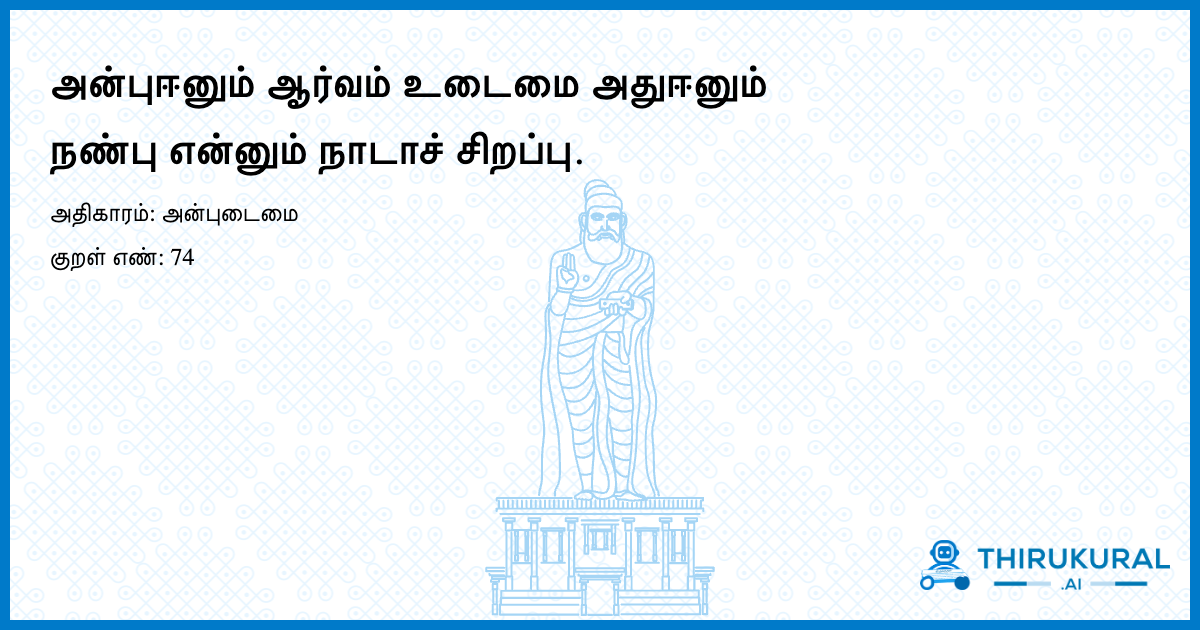 அன்புஈனும் ஆர்வம் உடைமை அதுஈனும்
நண்பு என்னும் நாடாச் சிறப்பு.
அதிகாரம்: அன்புடைமை
குறள் எண்: 74
THIRUKURAL
.AI